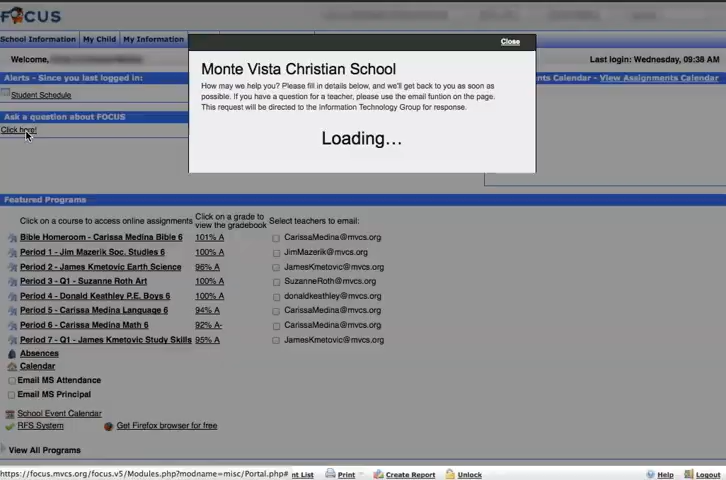 FOCUS
School Information My Child My Information
Close
Welcome,
Last login: Wednesday, 09:38 AM
Alerts - Since you last logged in:
nts Calendar - View Assignments Calendar
Student Schedule
Ask a question about FOCUS
Click here!
Monte Vista Christian School
How may we help you? Please fill in details below, and we'll get back to you as soon as
possible. If you have a question for a teacher, please use the email funtion on the page.
This request will be directed to the Information Technology Group for response.
Loading...
Featured Programs
Click on a course to access online assignments Click on a grade to view the gradebook Select teachers to email:
Bible Homeroom - Carissa Medina Bible 6 101% A CarissaMedina@mvcs.org
Period 1 - Jim Mazerik Soc. Studies 6 100% A JimMazerik@mvcs.org
Period 2 - James Kmetovic Earth Science 96% A JamesKmetovic@mvcs.org
Period 3 - Q1 - Suzanne Roth Art 100% A SuzanneRoth@mvcs.org
Period 4 - Donald Keathley P.E. Boys 6 100% A donaldkeathley@mvcs.org
Period 5 - Carissa Medina Language 6 94% A CarissaMedina@mvcs.org
Period 6 - Carissa Medina Math 6 92% A- CarissaMedina@mvcs.org
Period 7 - Q1 - James Kmetovic Study Skills 95% A JamesKmetovic@mvcs.org
Absences
Calendar
Email MS Attendance
Email MS Principal
School Event Calendar
RFS System Get Firefox browser for free
View All Programs
https://focus.mvcs.org/focus.v5/Modules.php?modname=misc/Portal.php# nt List Print Create Report Unlock Help Logout